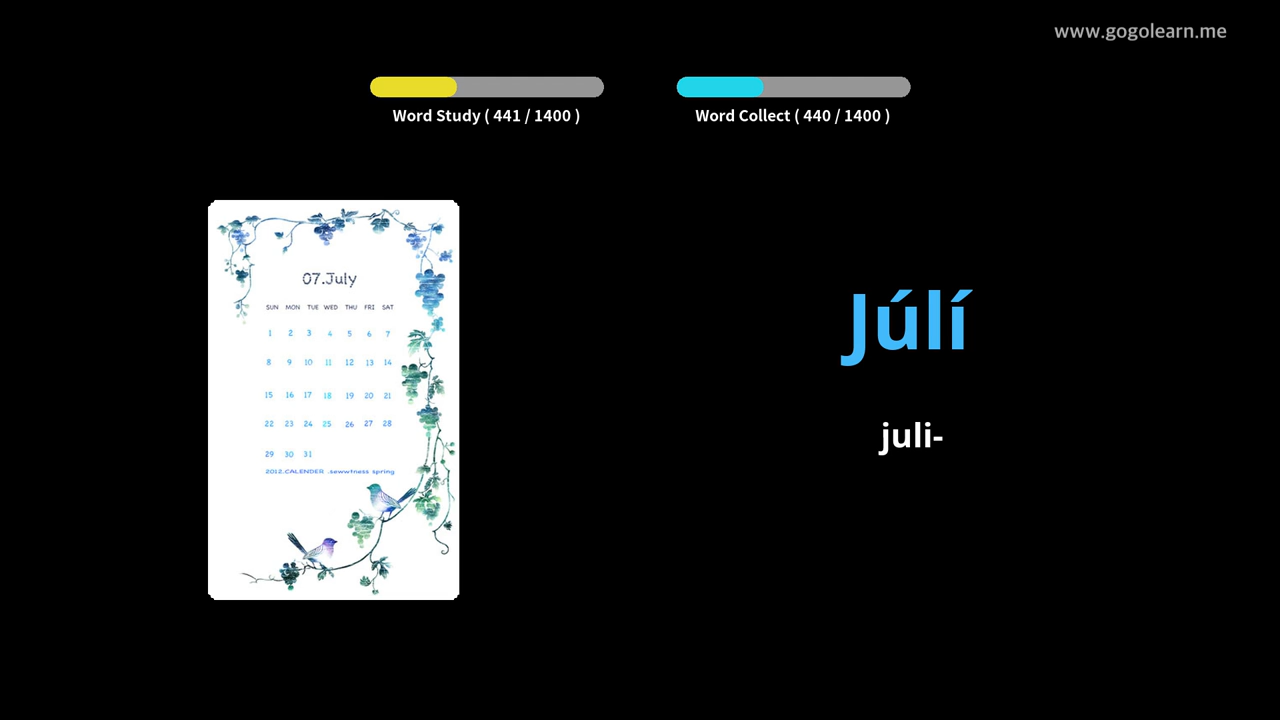 www.gogolearn.me
Word Study ( 441 / 1400 )
Word Collect ( 440 / 1400 )
07.July
SUN MON TUE WED THU FRI SAT
1 2 3 4 5 6 7
8 9 10 11 12 13 14
15 16 17 18 19 20 21
22 23 24 25 26 27 28
29 30 31
2012.CALENDER .sewwtness spring
Júlí
juli-